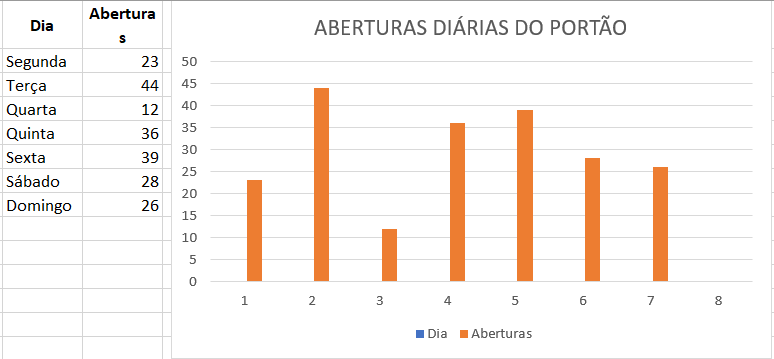 Dia Aberturas
Segunda 23
Terça 44
Quarta 12
Quinta 36
Sexta 39
Sábado 28
Domingo 26
ABERTURAS DIÁRIAS DO PORTÃO
50
45
40
35
30
25
20
15
10
5
0
1 2 3 4 5 6 7 8
Dia Aberturas